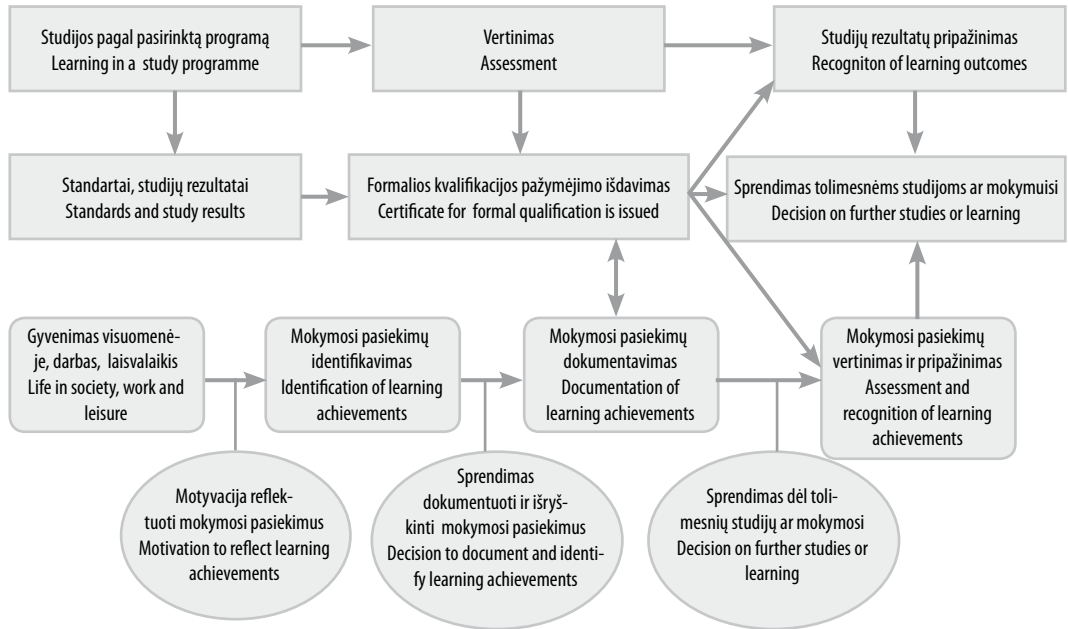 Studijos pagal pasirinktą programą
Learning in a study programme
Vertinimas
Assessment
Studijų rezultatų pripažinimas
Recogniton of learning outcomes
Standartai, studijų rezultatai
Standards and study results
Formalios kvalifikacijos pažymėjimo išdavimas
Certificate for formal qualification is issued
Sprendimas tolimesnėms studijoms ar mokymuisi
Decision on further studies or learning
Gyvenimas visuomenė-
je, darbas, laisvalaikis
Life in society, work and
leisure
Mokymosi pasiekimų
identifikavimas
Identification of learning
achievements
Mokymosi pasiekimų
dokumentavimas
Documentation of
learning achievements
Mokymosi pasiekimų
vertinimas ir pripažinimas
Assessment and
recognition of learning
achievements
Motyvacija reflek-
tuoti mokymosi pasiekimus
Motivation to reflect learning
achievements
Sprendimas
dokumentuoti ir išryš-
kinti mokymosi pasiekimus
Decision to document and identi-
fy learning achievements
Sprendimas dėl toli-
mesnių studijų ar mokymosi
Decision on further studies or
learning